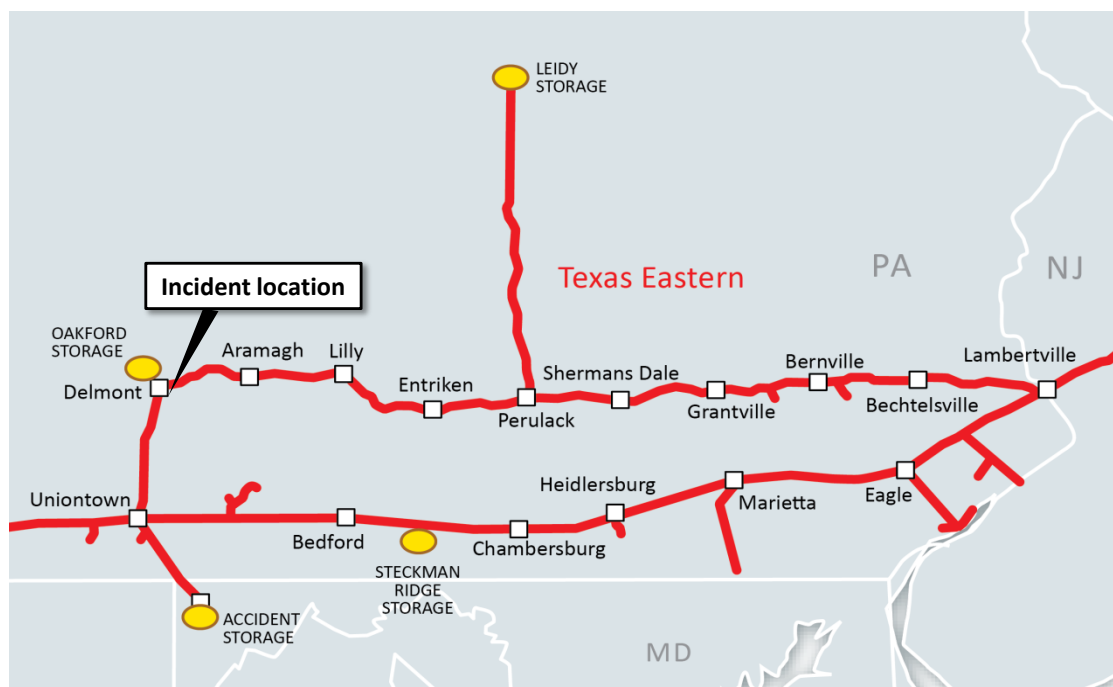 LEIDY
STORAGE
Texas Eastern
PA
NJ
Incident location
OAKFORD
STORAGE
Delmont
Aramagh
Lilly
Entriken
Perulack
Shermans Dale
Grantville
Bernville
Bechtelsville
Lambertville
Uniontown
Bedford
STECKMAN
RIDGE
STORAGE
Chambersburg
Heidlersburg
Marietta
Eagle
ACCIDENT
STORAGE
MD